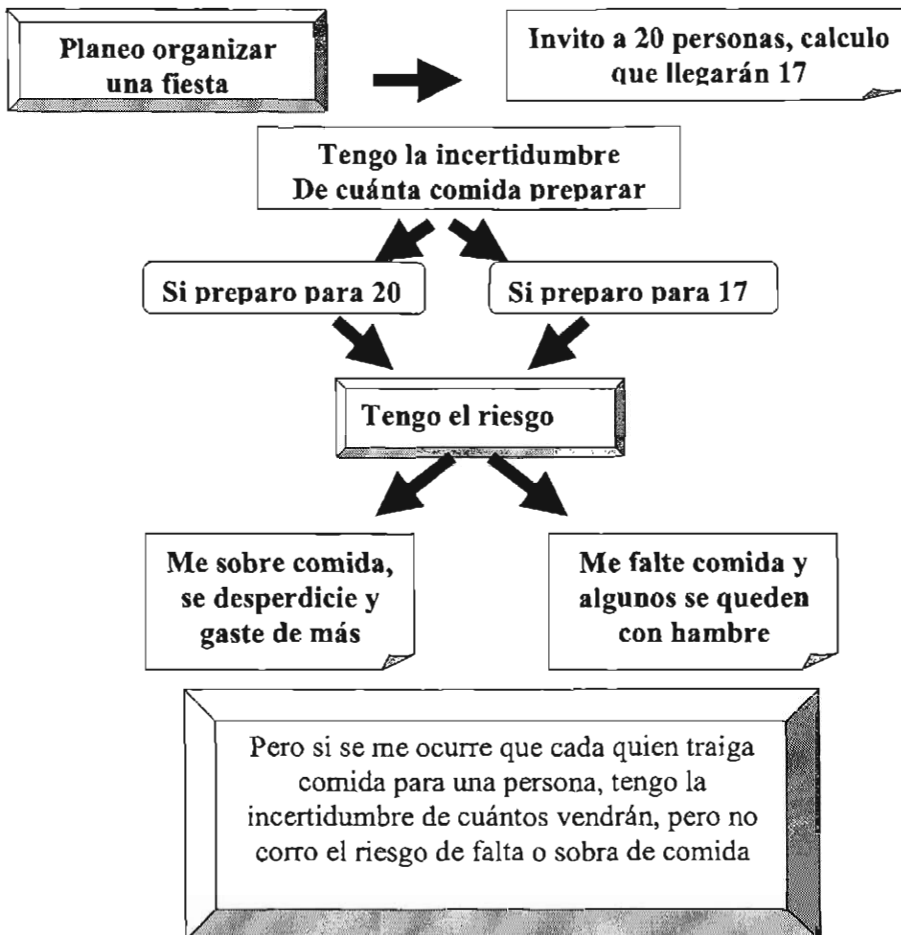 Planeo organizar
una fiesta
Invito a 20 personas, calculo
que llegarán 17
Tengo la incertidumbre
De cuánta comida preparar
Si preparo para 20
Si preparo para 17
Tengo el riesgo
Me sobre comida,
se desperdicie y
gaste de más
Me falte comida y
algunos se queden
con hambre
Pero si se me ocurre que cada quien traiga
comida para una persona, tengo la
incertidumbre de cuántos vendrán, pero no
corro el riesgo de falta o sobra de comida